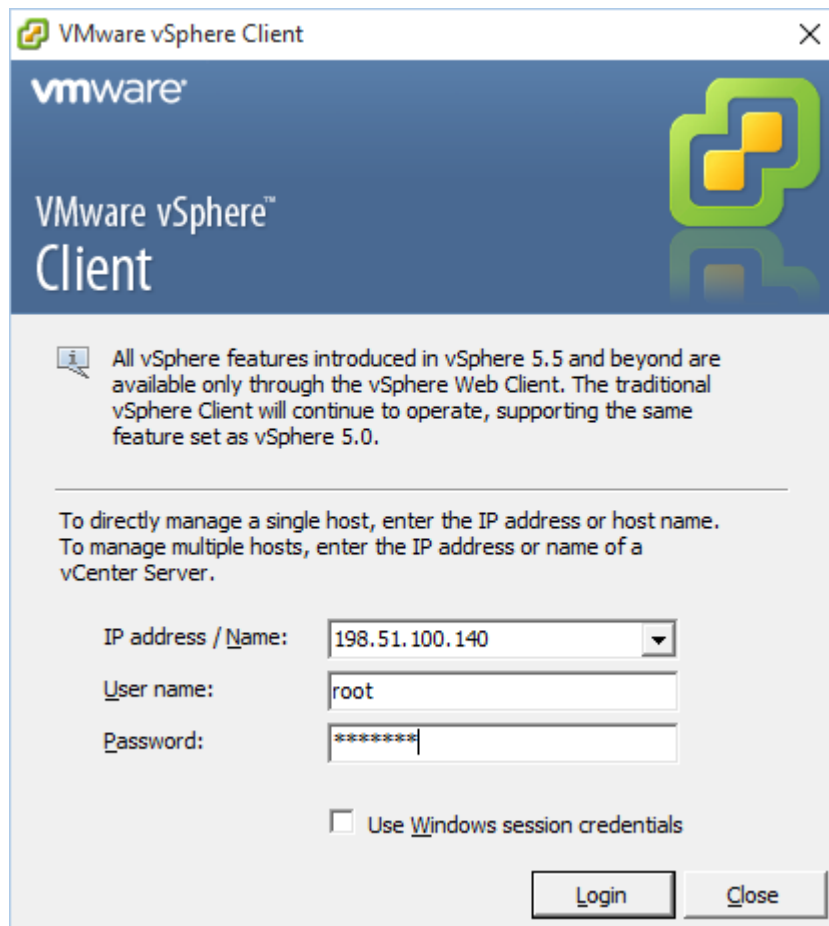 VMware vSphere Client
vmware
VMware vSphere™
Client
All vSphere features introduced in vSphere 5.5 and beyond are
available only through the vSphere Web Client. The traditional
vSphere Client will continue to operate, supporting the same
feature set as vSphere 5.0.
To directly manage a single host, enter the IP address or host name.
To manage multiple hosts, enter the IP address or name of a
vCenter Server.
IP address / Name: 198.51.100.140
User name: root
Password: *******
Use Windows session credentials
Login Close